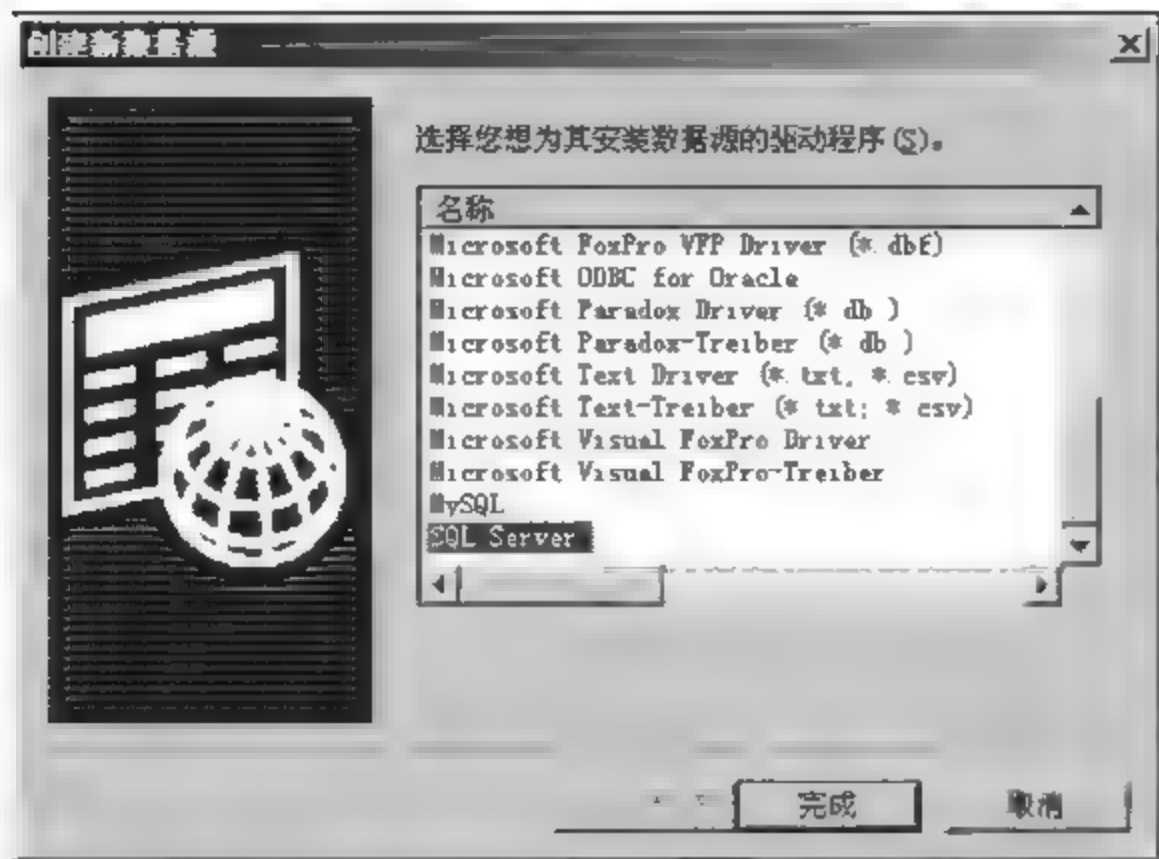 创建新数据源
选择您想为其安装数据源的驱动程序(S)。
名称
Microsoft FoxPro VFP Driver (*.dbf)
Microsoft ODBC for Oracle
Microsoft Paradox Driver (*.db )
Microsoft Paradox-Treiber (*.db )
Microsoft Text Driver (*.txt, *.csv)
Microsoft Text-Treiber (*.txt; *.csv)
Microsoft Visual FoxPro Driver
Microsoft Visual FoxPro-Treiber
MySQL
SQL Server
完成
取消